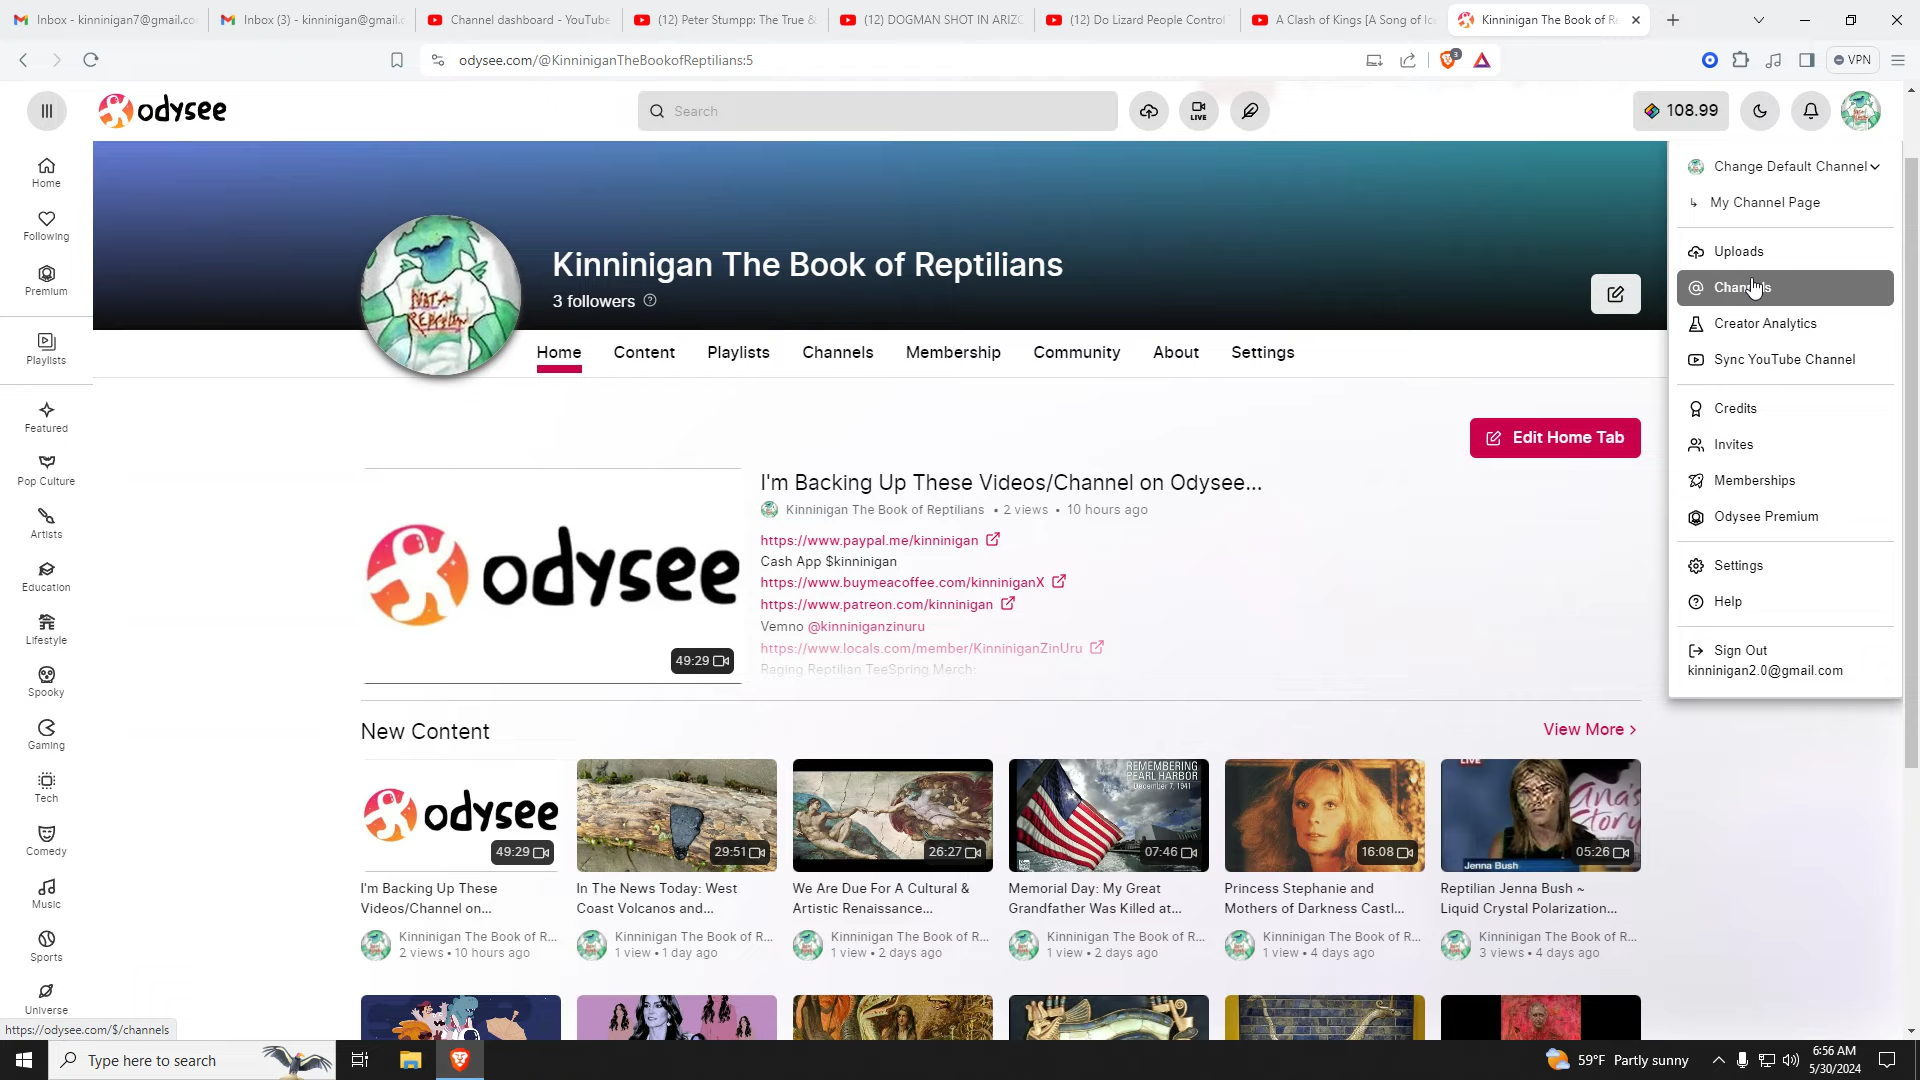 Inbox - kinninigan7@gmail.co
Inbox (3) - kinninigan@gmail.c
Channel dashboard - YouTube
(12) Peter Stumpp: The True &
(12) DOGMAN SHOT IN ARIZO
(12) Do Lizard People Control
A Clash of Kings [A Song of Ice
Kinninigan The Book of Re
odysee.com/@KinniniganTheBookofReptilians:5
3
VPN
odysee
Search
LIVE
108.99
Home
Following
Premium
Playlists
Featured
Pop Culture
Artists
Education
Lifestyle
Spooky
Gaming
Tech
Comedy
Music
Sports
Universe
NOT A
REPTILIAN
Kinninigan The Book of Reptilians
3 followers
Home
Content
Playlists
Channels
Membership
Community
About
Settings
Change Default Channel
My Channel Page
Uploads
Channels
Creator Analytics
Sync YouTube Channel
Credits
Invites
Memberships
Odysee Premium
Settings
Help
Sign Out
kinninigan2.0@gmail.com
Edit Home Tab
odysee
49:29
I'm Backing Up These Videos/Channel on Odysee...
Kinninigan The Book of Reptilians • 2 views • 10 hours ago
https://www.paypal.me/kinninigan
Cash App $kinninigan
https://www.buymeacoffee.com/kinniniganX
https://www.patreon.com/kinninigan
Vemno @kinniniganzinuru
https://www.locals.com/member/KinniniganZinUru
Raging Reptilian TeeSpring Merch:
New Content
View More
odysee
49:29
I'm Backing Up These
Videos/Channel on...
Kinninigan The Book of R...
2 views • 10 hours ago
29:51
In The News Today: West
Coast Volcanos and...
Kinninigan The Book of R...
1 view • 1 day ago
26:27
We Are Due For A Cultural &
Artistic Renaissance...
Kinninigan The Book of R...
1 view • 2 days ago
REMEMBERING
PEARL HARBOR
December 7, 1941
07:46
Memorial Day: My Great
Grandfather Was Killed at...
Kinninigan The Book of R...
1 view • 2 days ago
16:08
Princess Stephanie and
Mothers of Darkness Castl...
Kinninigan The Book of R...
1 view • 4 days ago
LIVE
ana's
Story
Jenna Bush
05:26
Reptilian Jenna Bush ~
Liquid Crystal Polarization...
Kinninigan The Book of R...
3 views • 4 days ago
https://odysee.com/$/channels
Type here to search
59°F Partly sunny
6:56 AM
5/30/2024